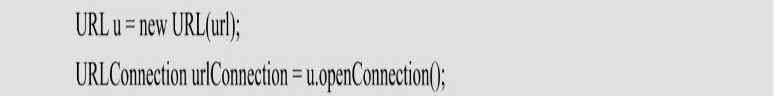 URL u = new URL(url);
URLConnection urlConnection = u.openConnection();